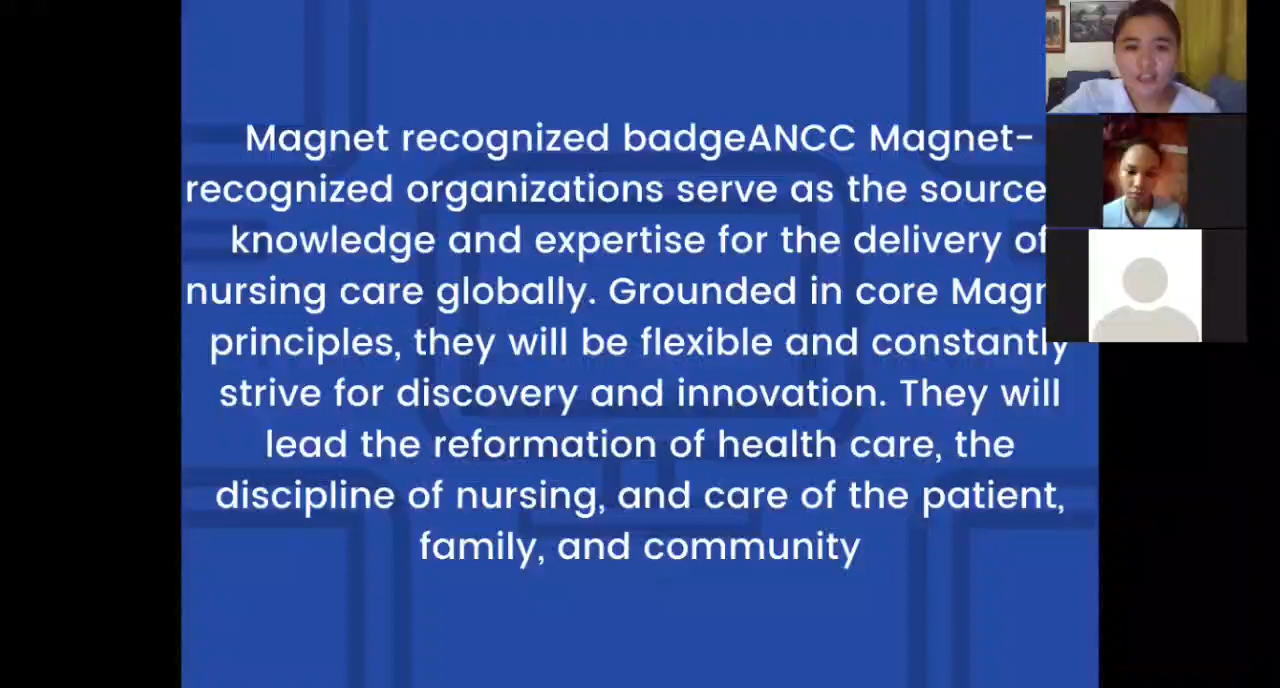 Magnet recognized badgeANCC Magnet-
recognized organizations serve as the source
knowledge and expertise for the delivery of
nursing care globally. Grounded in core
principles, they will be flexible and constantly
strive for discovery and innovation. They will
lead the reformation of health care, the
discipline of nursing, and care of the patient,
family, and community